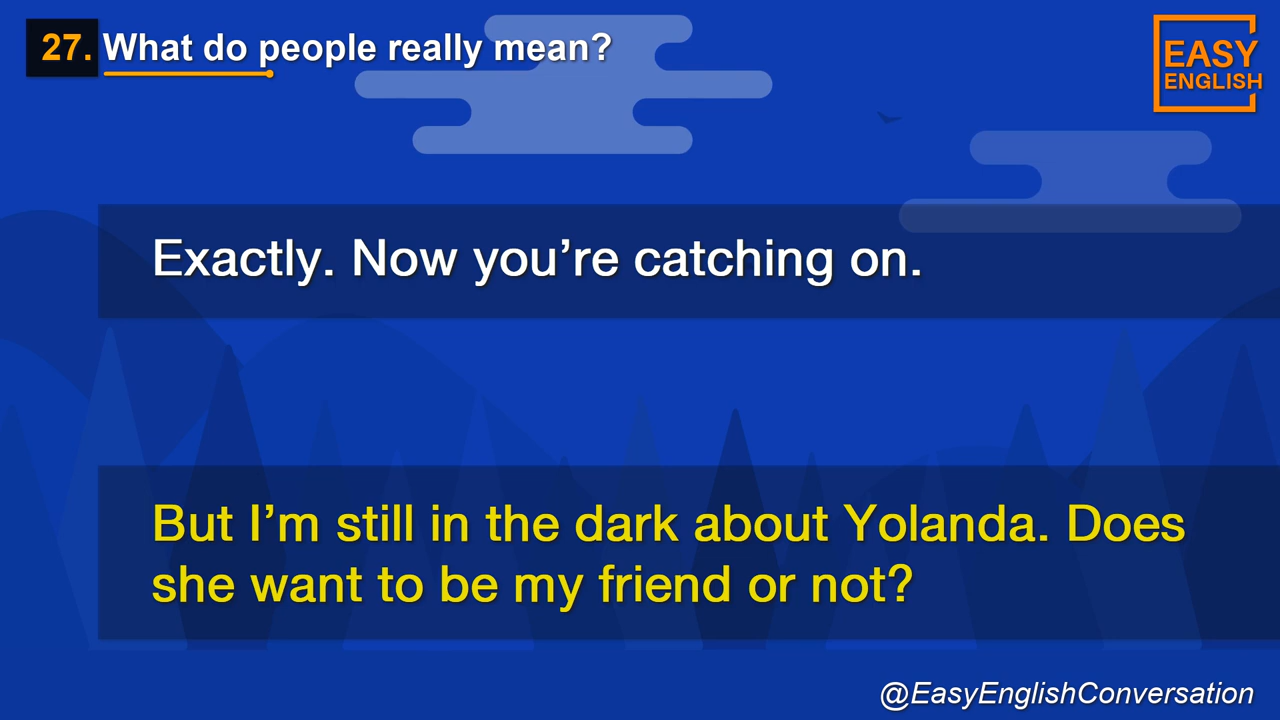 27. What do people really mean?
EASY
ENGLISH
Exactly. Now you’re catching on.
But I’m still in the dark about Yolanda. Does
she want to be my friend or not?
@EasyEnglishConversation